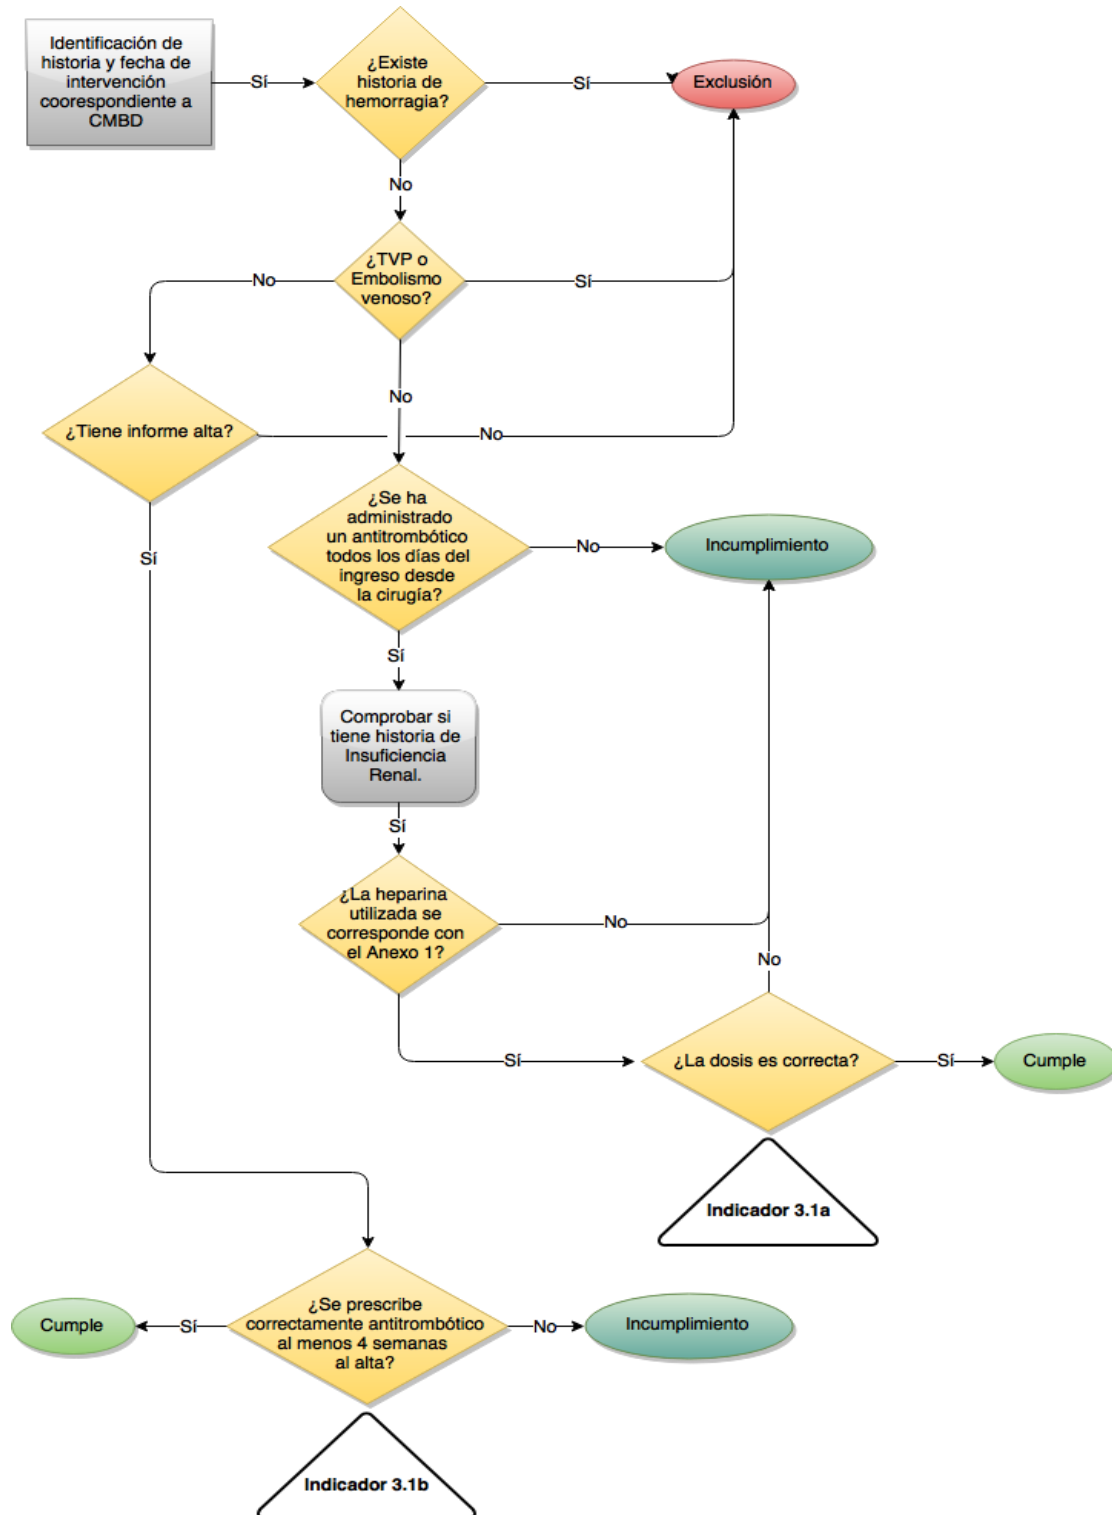 Identificación de
historia y fecha de
intervención
coorespondiente a
CMBD
Sí
¿Existe
historia de
hemorragia?
Sí
Exclusión
No
¿TVP o
Embolismo
venoso?
No
Sí
No
¿Tiene informe alta?
No
¿Se ha
administrado
un antitrombótico
todos los días del
ingreso desde
la cirugía?
No
Incumplimiento
Sí
Sí
Comprobar si
tiene historia de
Insuficiencia
Renal.
Sí
¿La heparina
utilizada se
corresponde con
el Anexo 1?
No
No
Sí
¿La dosis es correcta?
Sí
Cumple
Indicador 3.1a
¿Se prescribe
correctamente antitrombótico
al menos 4 semanas
al alta?
Sí
Cumple
No
Incumplimiento
Indicador 3.1b